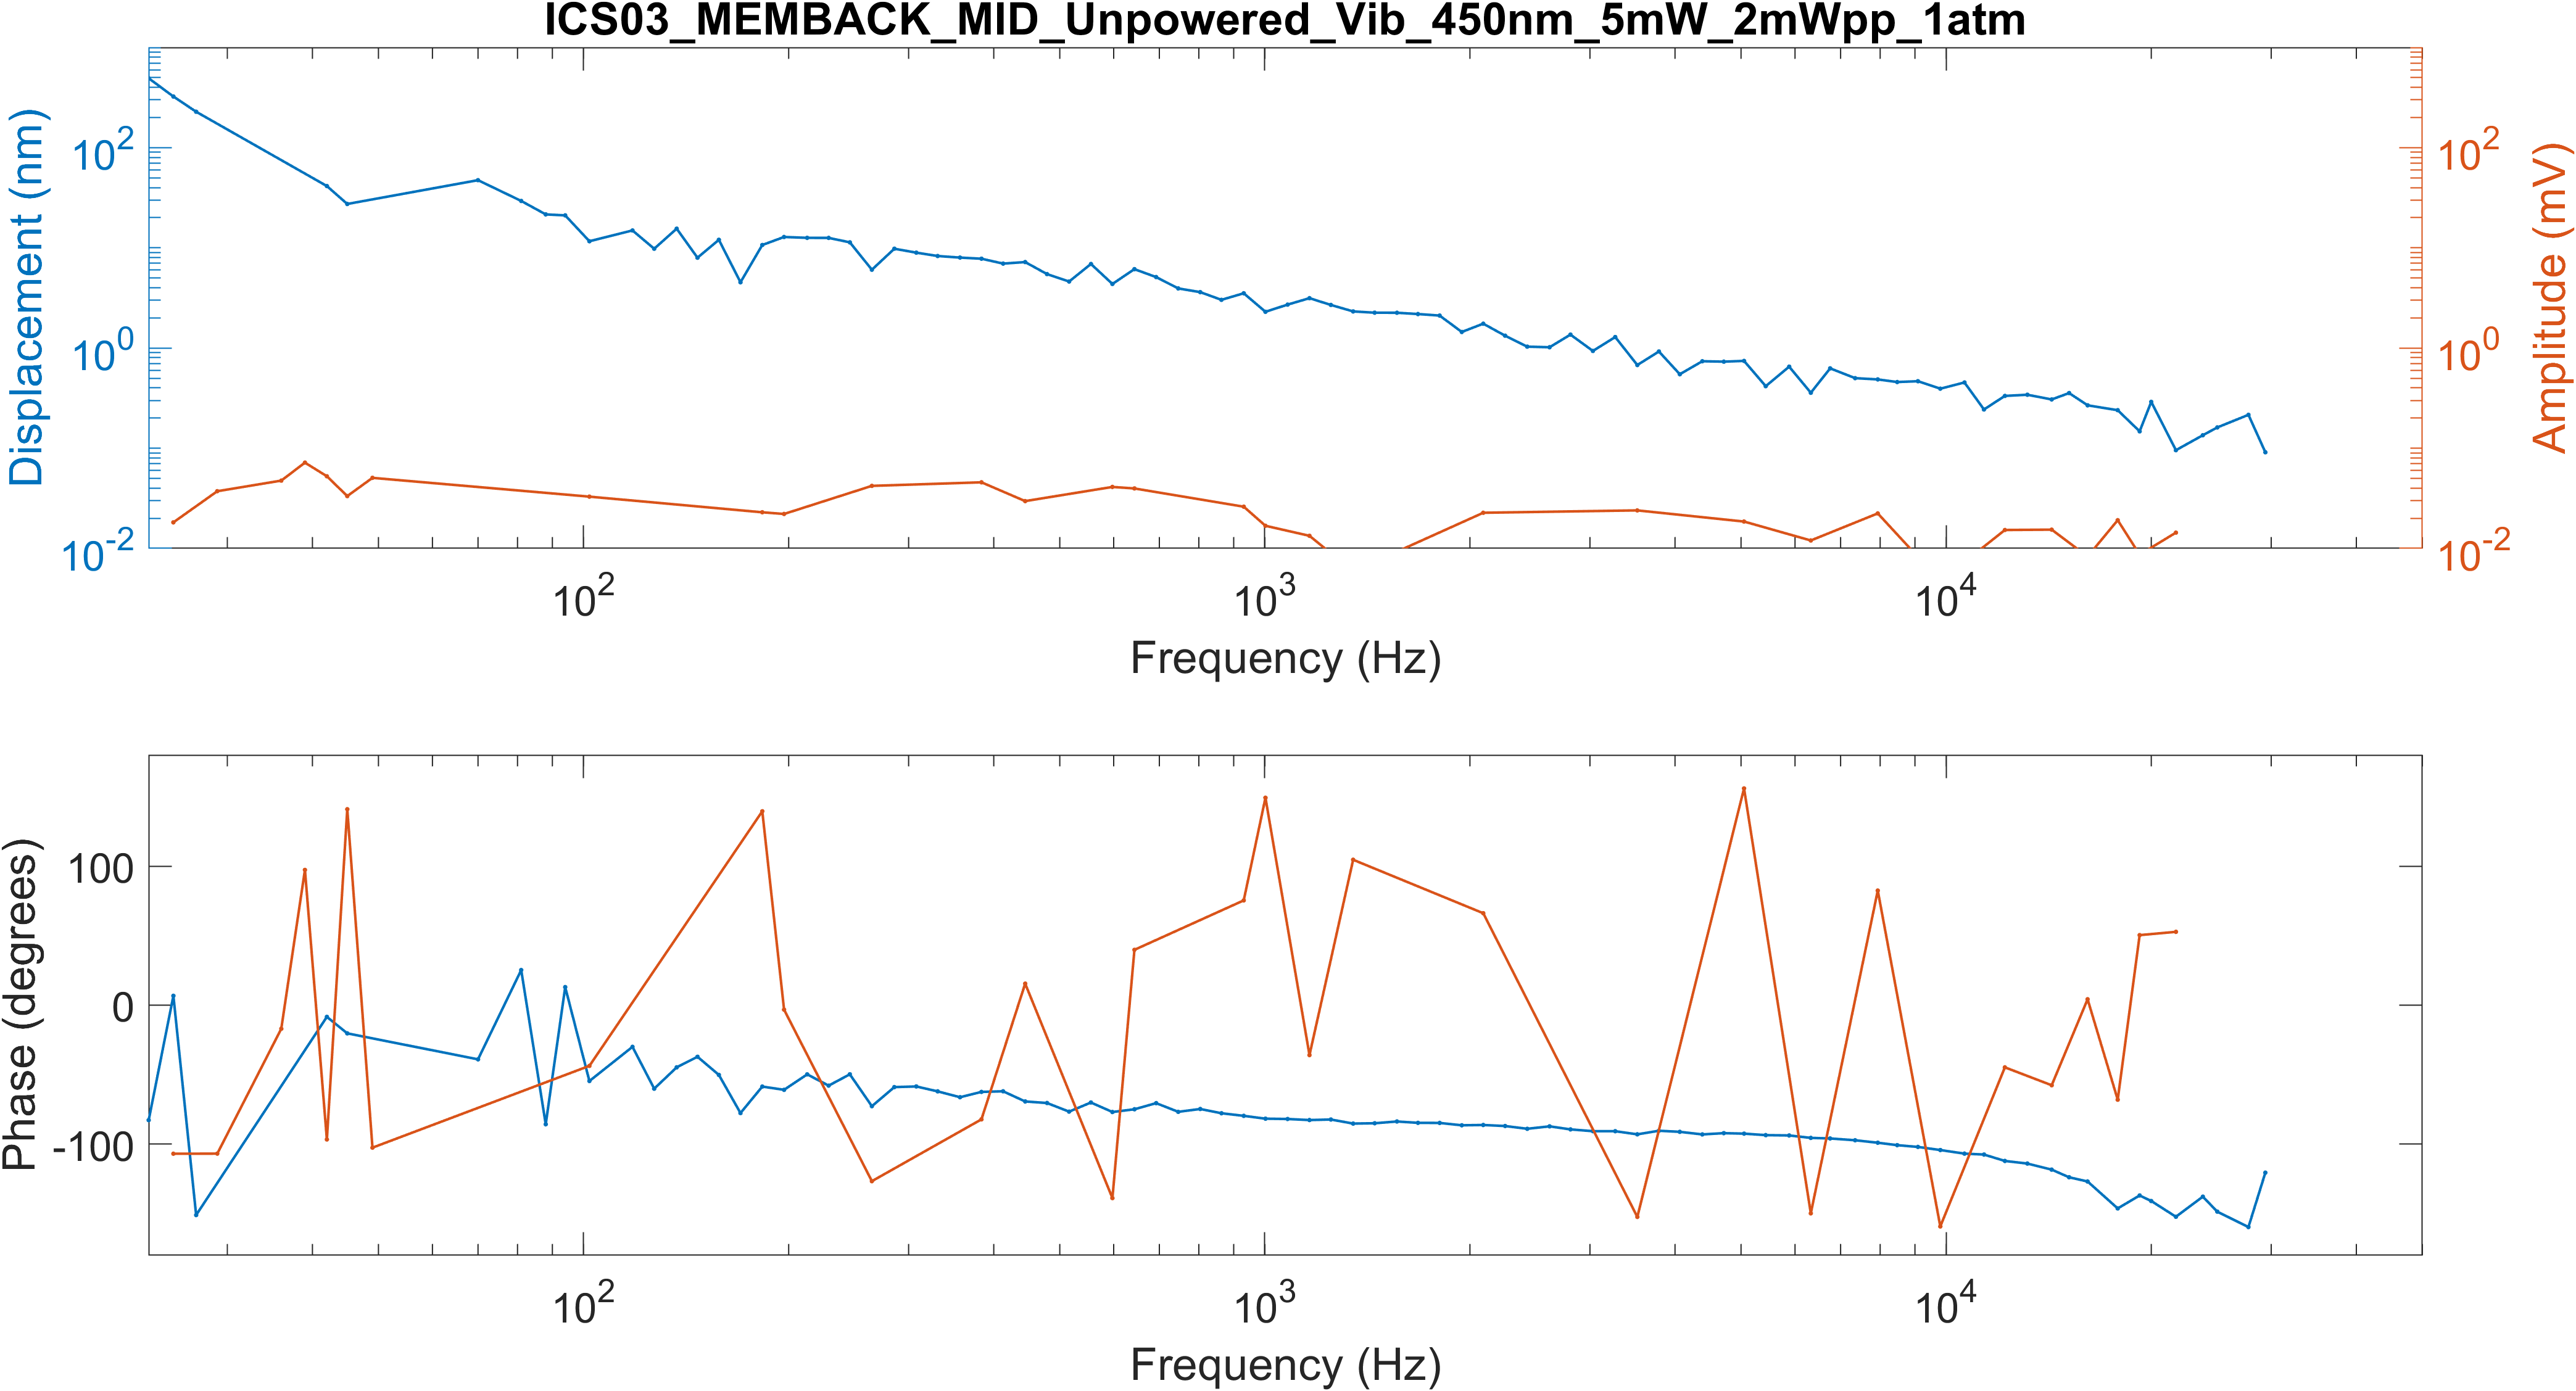 ICS03_MEMBACK_MID_Unpowered_Vib_450nm_5mW_2mWpp_1atm
Displacement (nm)
10^2
10^0
10^-2
Amplitude (mV)
10^2
10^0
10^-2
10^2
10^3
10^4
Frequency (Hz)
Phase (degrees)
100
0
-100
10^2
10^3
10^4
Frequency (Hz)